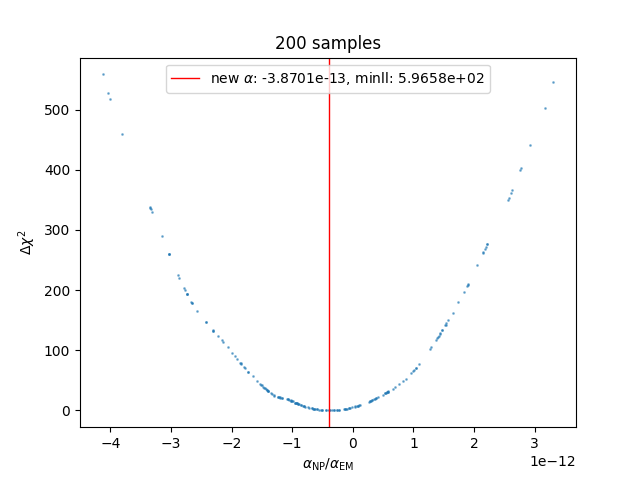 200 samples
new α: -3.8701e-13, minll: 5.9658e+02
Δχ²
500
400
300
200
100
0
−4 −3 −2 −1 0 1 2 3
1e−12
α_NP/α_EM